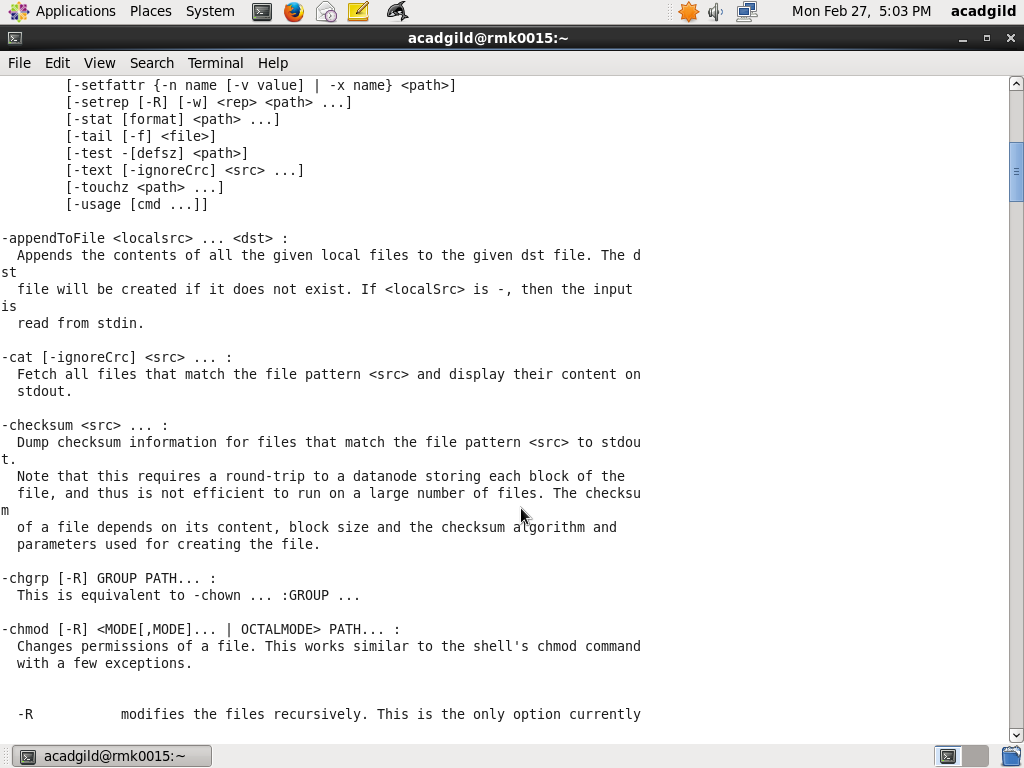 Applications Places System Mon Feb 27, 5:03 PM acadgild
acadgild@rmk0015:~
File Edit View Search Terminal Help
[-setfattr {-n name [-v value] | -x name} <path>]
[-setrep [-R] [-w] <rep> <path> ...]
[-stat [format] <path> ...]
[-tail [-f] <file>]
[-test -[defsz] <path>]
[-text [-ignoreCrc] <src> ...]
[-touchz <path> ...]
[-usage [cmd ...]]
-appendToFile <localsrc> ... <dst> :
Appends the contents of all the given local files to the given dst file. The d
st
file will be created if it does not exist. If <localSrc> is -, then the input
is
read from stdin.
-cat [-ignoreCrc] <src> ... :
Fetch all files that match the file pattern <src> and display their content on
stdout.
-checksum <src> ... :
Dump checksum information for files that match the file pattern <src> to stdou
t.
Note that this requires a round-trip to a datanode storing each block of the
file, and thus is not efficient to run on a large number of files. The checksu
m
of a file depends on its content, block size and the checksum algorithm and
parameters used for creating the file.
-chgrp [-R] GROUP PATH... :
This is equivalent to -chown ... :GROUP ...
-chmod [-R] <MODE[,MODE]... | OCTALMODE> PATH... :
Changes permissions of a file. This works similar to the shell's chmod command
with a few exceptions.
-R modifies the files recursively. This is the only option currently
acadgild@rmk0015:~